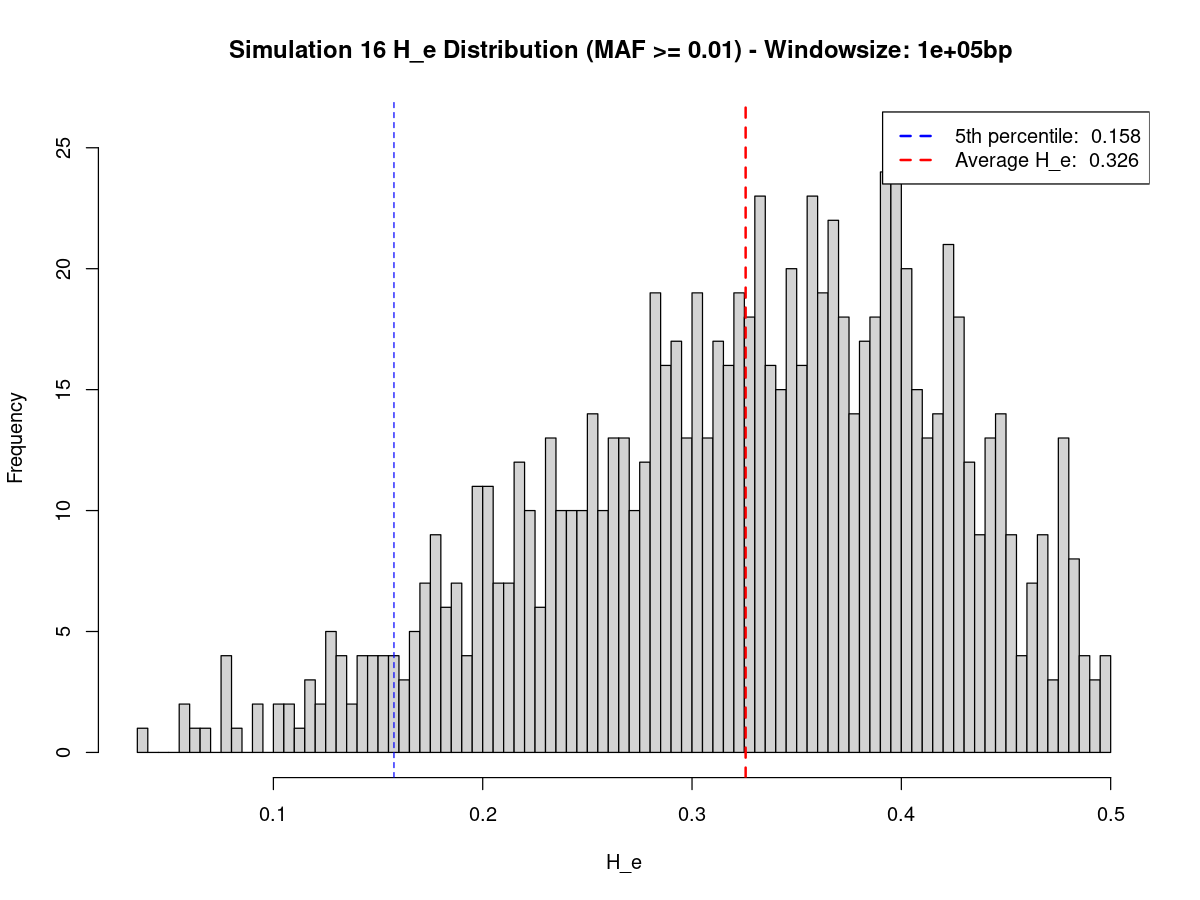 Simulation 16 H_e Distribution (MAF >= 0.01) - Windowsize: 1e+05bp
5th percentile: 0.158
Average H_e: 0.326
Frequency
25
20
15
10
5
0
0.1 0.2 0.3 0.4 0.5
H_e